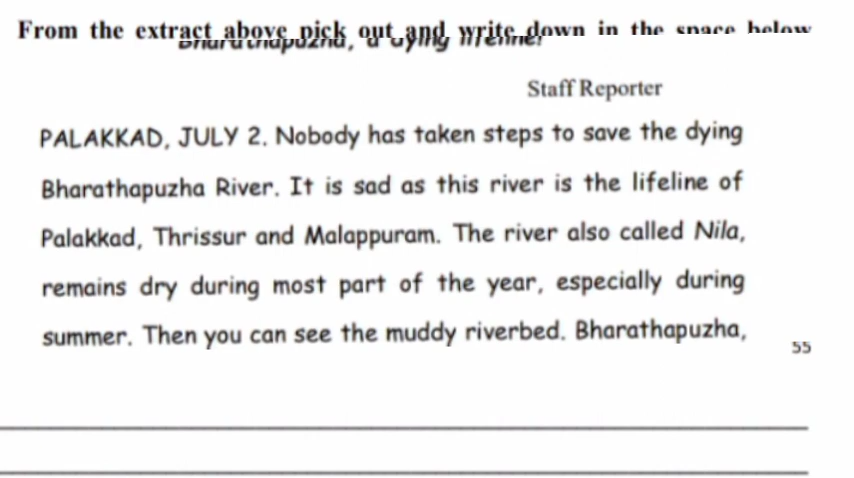 From the extract above pick out and write down in the space below
Bharathapuzha, a dying lifeline!
Staff Reporter
PALAKKAD, JULY 2. Nobody has taken steps to save the dying
Bharathapuzha River. It is sad as this river is the lifeline of
Palakkad, Thrissur and Malappuram. The river also called Nila,
remains dry during most part of the year, especially during
summer. Then you can see the muddy riverbed. Bharathapuzha,
55